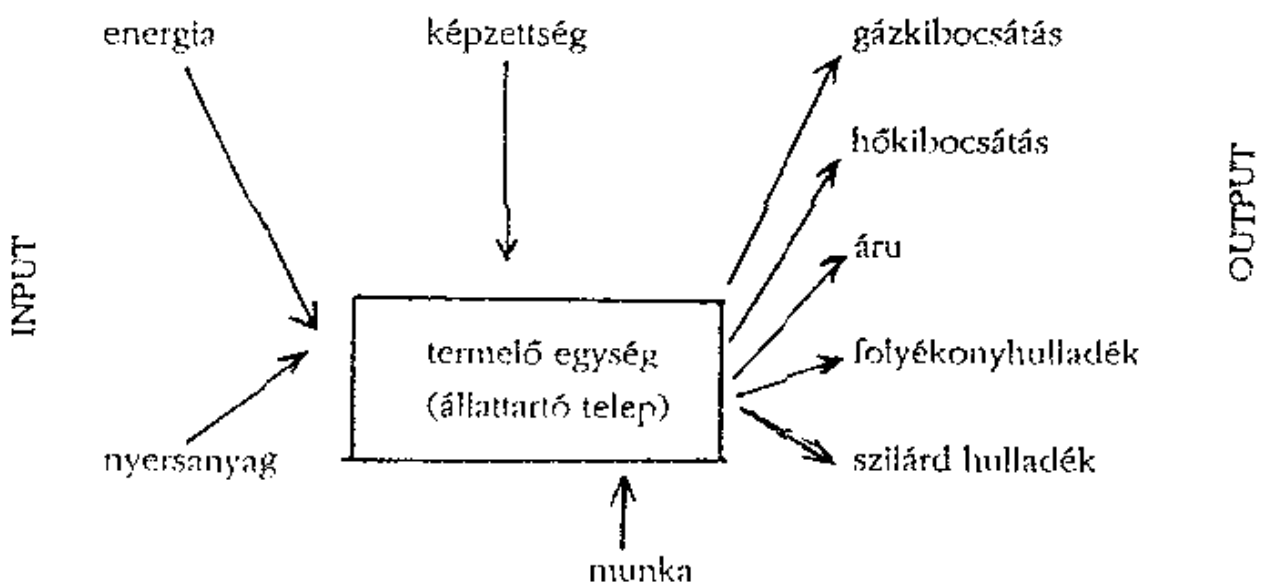 energia
képzettség
gázkibocsátás
hőkibocsátás
OUTPUT
INPUT
áru
termelő egység
(állattartó telep)
folyékonyhulladék
nyersanyag
szilárd hulladék
munka